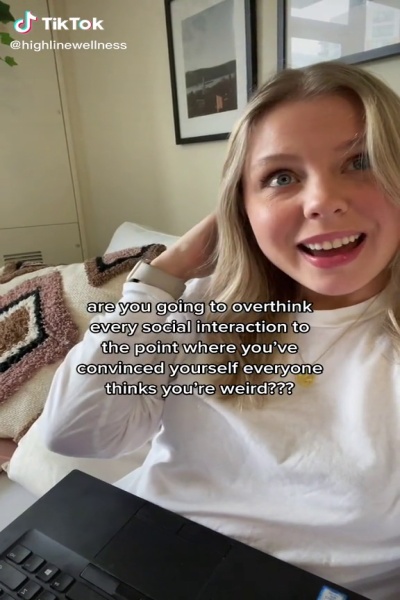 TikTok
@highlinewellness
are you going to overthink
every social interaction to
the point where you've
convinced yourself everyone
thinks you're weird???